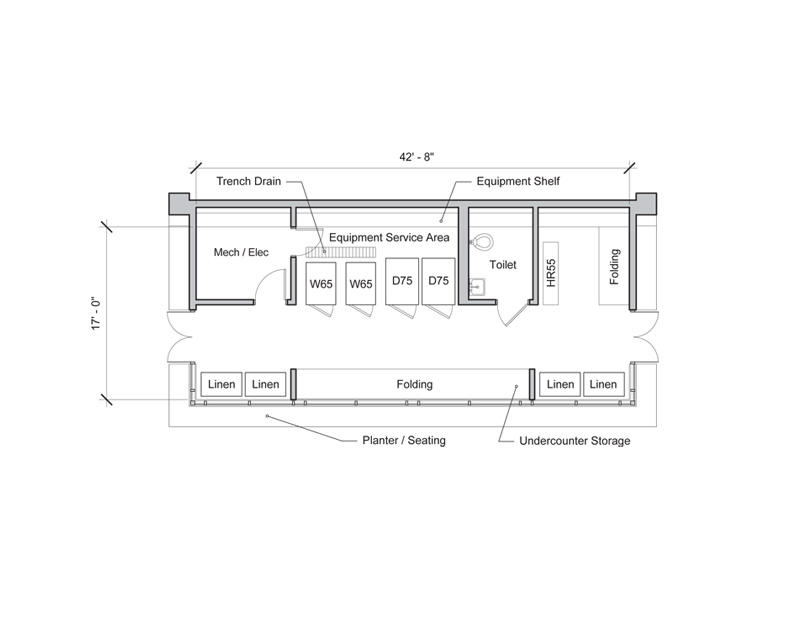 42' - 8"
Trench Drain
Equipment Shelf
Equipment Service Area
Mech / Elec
Toilet
HR55
Folding
W65
W65
D75
D75
17' - 0"
Linen
Linen
Folding
Linen
Linen
Planter / Seating
Undercounter Storage